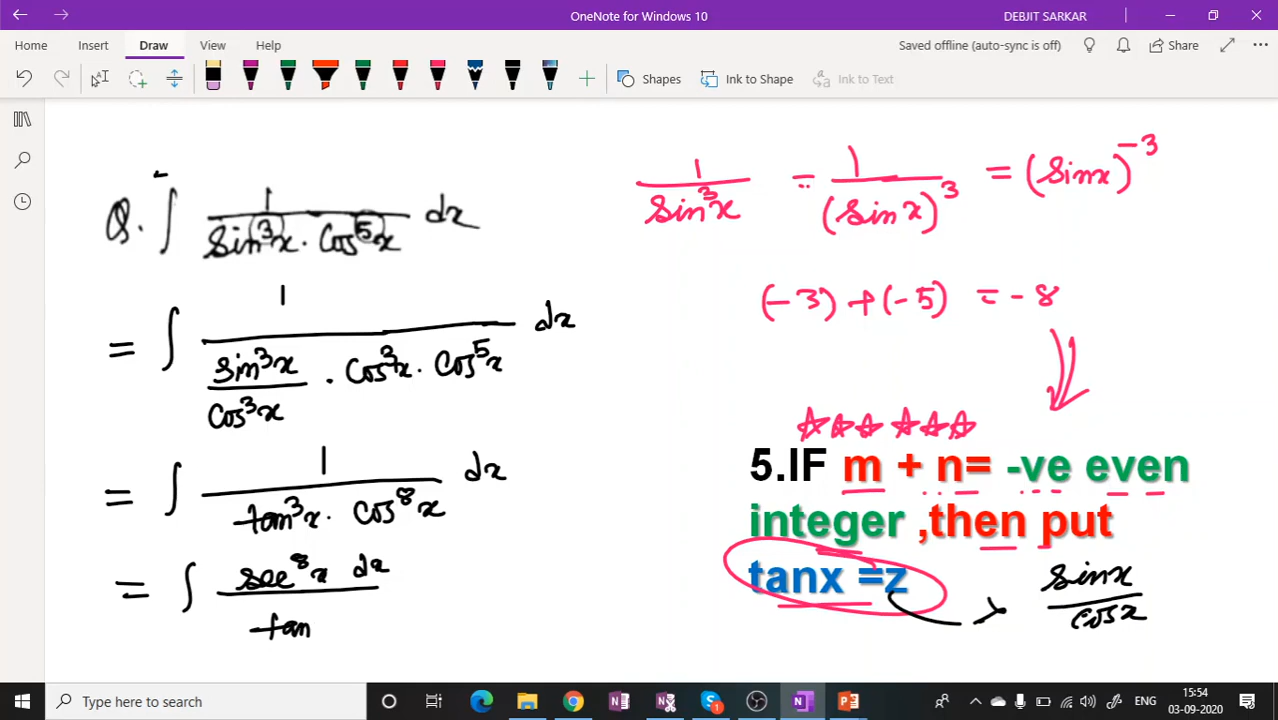 OneNote for Windows 10
DEBJIT SARKAR
Home Insert Draw View Help
Saved offline (auto-sync is off)
Share
Shapes
Ink to Shape
Ink to Text
Q. ∫ 1/(sin³x · cos⁵x) dx
= ∫ 1/((sin³x/cos³x) · cos³x · cos⁵x) dx
= ∫ 1/(tan³x · cos⁸x) dx
= ∫ sec⁸x dx/tan
1/sin³x = 1/(sin x)³ = (sinx)⁻³
(-3) + (-5) = -8
5.IF m + n= -ve even
integer ,then put
tanx =z
sinx/cosx
Type here to search
ENG
15:54
03-09-2020